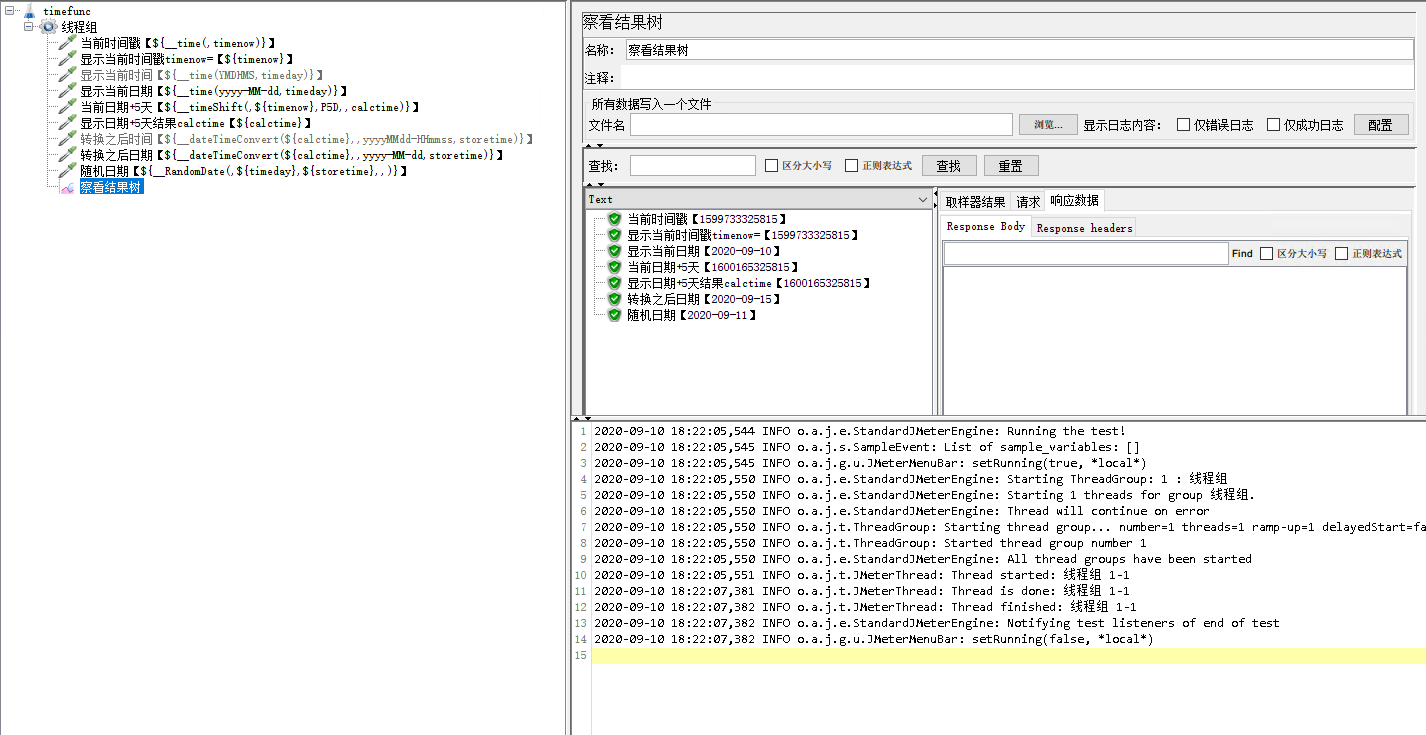 timefunc
线程组
当前时间戳【${__time(,timenow)}】
显示当前时间戳timenow=【${timenow}】
显示当前时间【${__time(YMDHMS,timeday)}】
显示当前日期【${__time(yyyy-MM-dd,timeday)}】
当前日期+5天【${__timeShift(,${timenow},P5D,,calctime)}】
显示日期+5天结果calctime【${calctime}】
转换之后时间【${__dateTimeConvert(${calctime},,yyyyMMdd-HHmmss,storetime)}】
转换之后日期【${__dateTimeConvert(${calctime},,yyyy-MM-dd,storetime)}】
随机日期【${__RandomDate(,${timeday},${storetime},,)}】
察看结果树
察看结果树
名称： 察看结果树
注释：
所有数据写入一个文件
文件名 浏览... 显示日志内容： 仅错误日志 仅成功日志 配置
查找： 区分大小写 正则表达式 查找 重置
Text
当前时间戳【1599733325815】
显示当前时间戳timenow=【1599733325815】
显示当前日期【2020-09-10】
当前日期+5天【1600165325815】
显示日期+5天结果calctime【1600165325815】
转换之后日期【2020-09-15】
随机日期【2020-09-11】
取样器结果 请求 响应数据
Response Body Response headers
Find 区分大小写 正则表达式
1 2020-09-10 18:22:05,544 INFO o.a.j.e.StandardJMeterEngine: Running the test!
2 2020-09-10 18:22:05,545 INFO o.a.j.s.SampleEvent: List of sample_variables: []
3 2020-09-10 18:22:05,545 INFO o.a.j.g.u.JMeterMenuBar: setRunning(true, *local*)
4 2020-09-10 18:22:05,550 INFO o.a.j.e.StandardJMeterEngine: Starting ThreadGroup: 1 : 线程组
5 2020-09-10 18:22:05,550 INFO o.a.j.e.StandardJMeterEngine: Starting 1 threads for group 线程组.
6 2020-09-10 18:22:05,550 INFO o.a.j.e.StandardJMeterEngine: Thread will continue on error
7 2020-09-10 18:22:05,550 INFO o.a.j.t.ThreadGroup: Starting thread group... number=1 threads=1 ramp-up=1 delayedStart=fa
8 2020-09-10 18:22:05,550 INFO o.a.j.t.ThreadGroup: Started thread group number 1
9 2020-09-10 18:22:05,550 INFO o.a.j.e.StandardJMeterEngine: All thread groups have been started
10 2020-09-10 18:22:05,551 INFO o.a.j.t.JMeterThread: Thread started: 线程组 1-1
11 2020-09-10 18:22:07,381 INFO o.a.j.t.JMeterThread: Thread is done: 线程组 1-1
12 2020-09-10 18:22:07,382 INFO o.a.j.t.JMeterThread: Thread finished: 线程组 1-1
13 2020-09-10 18:22:07,382 INFO o.a.j.e.StandardJMeterEngine: Notifying test listeners of end of test
14 2020-09-10 18:22:07,382 INFO o.a.j.g.u.JMeterMenuBar: setRunning(false, *local*)
15